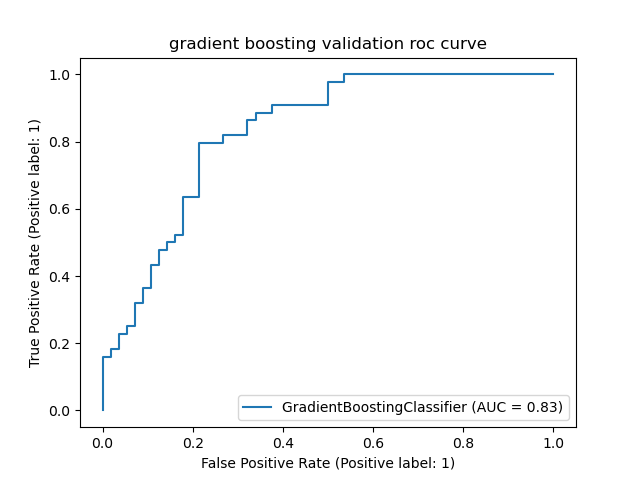 gradient boosting validation roc curve
1.0
0.8
0.6
0.4
0.2
0.0
True Positive Rate (Positive label: 1)
GradientBoostingClassifier (AUC = 0.83)
0.0 0.2 0.4 0.6 0.8 1.0
False Positive Rate (Positive label: 1)